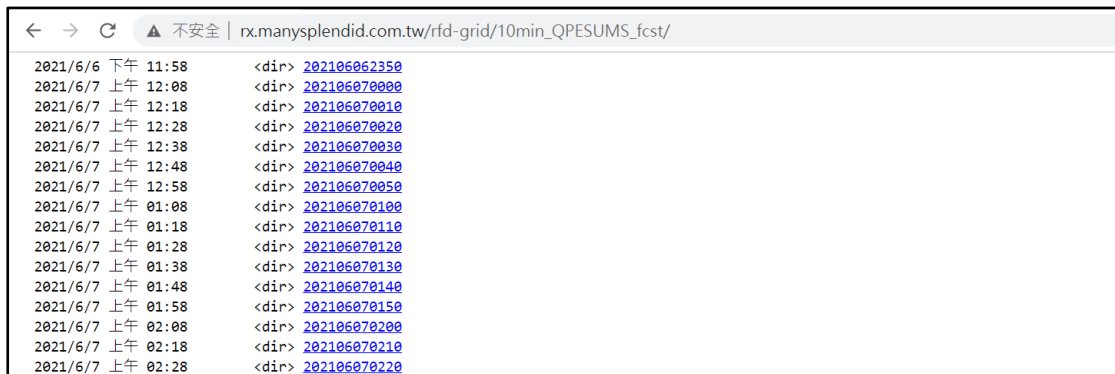 不安全 | rx.manysplendid.com.tw/rfd-grid/10min_QPESUMS_fcst/
2021/6/6 下午 11:58 <dir> 202106062350
2021/6/7 上午 12:08 <dir> 202106070000
2021/6/7 上午 12:18 <dir> 202106070010
2021/6/7 上午 12:28 <dir> 202106070020
2021/6/7 上午 12:38 <dir> 202106070030
2021/6/7 上午 12:48 <dir> 202106070040
2021/6/7 上午 12:58 <dir> 202106070050
2021/6/7 上午 01:08 <dir> 202106070100
2021/6/7 上午 01:18 <dir> 202106070110
2021/6/7 上午 01:28 <dir> 202106070120
2021/6/7 上午 01:38 <dir> 202106070130
2021/6/7 上午 01:48 <dir> 202106070140
2021/6/7 上午 01:58 <dir> 202106070150
2021/6/7 上午 02:08 <dir> 202106070200
2021/6/7 上午 02:18 <dir> 202106070210
2021/6/7 上午 02:28 <dir> 202106070220